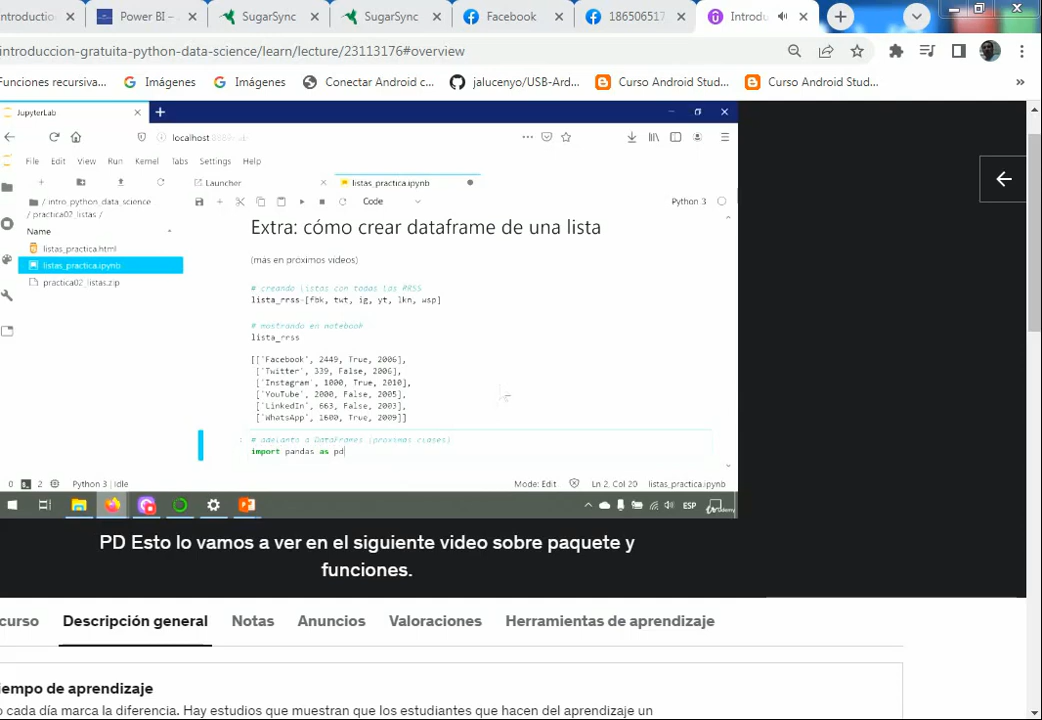 Introductio
Power BI –
SugarSync
SugarSync
Facebook
186506517
Introdu
introduccion-gratuita-python-data-science/learn/lecture/23113176#overview
Funciones recursiva...
Imágenes
Imágenes
Conectar Android c...
jalucenyo/USB-Ard...
Curso Android Stud...
Curso Android Stud...
»
JupyterLab
localhost
File Edit View Run Kernel Tabs Settings Help
Launcher
listas_practica.ipynb
/ intro_python_data_science
/ practica02_listas /
Code
Python 3
Name
listas_practica.html
listas_practica.ipynb
practica02_listas.zip
Extra: cómo crear dataframe de una lista
(mas en proximos videos)
# creando listas con todas las RRSS
lista_rrss=[fbk, twt, ig, yt, lkn, wsp]
# mostrando en notebook
lista_rrss
[['Facebook', 2449, True, 2006],
['Twitter', 339, False, 2006],
['Instagram', 1000, True, 2010],
['YouTube', 2000, False, 2005],
['LinkedIn', 663, False, 2003],
['WhatsApp', 1600, True, 2009]]
# adelanto a DataFrames (proximas clases)
import pandas as pd
0 2 Python 3 | Idle
Mode: Edit Ln 2, Col 20 listas_practica.ipynb
ESP
Udemy
PD Esto lo vamos a ver en el siguiente video sobre paquete y
funciones.
curso
Descripción general
Notas
Anuncios
Valoraciones
Herramientas de aprendizaje
iempo de aprendizaje
o cada día marca la diferencia. Hay estudios que muestran que los estudiantes que hacen del aprendizaje un